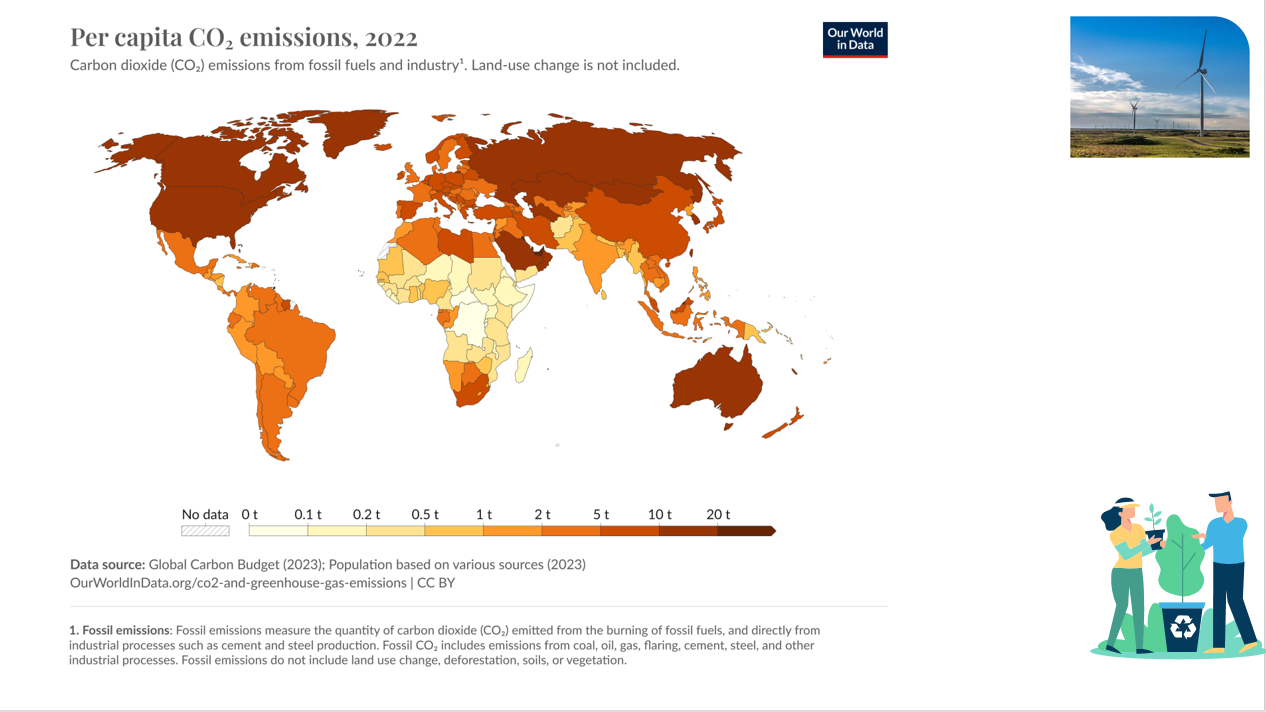 Per capita CO₂ emissions, 2022
Carbon dioxide (CO₂) emissions from fossil fuels and industry¹. Land-use change is not included.
Our World
in Data
No data 0 t 0.1 t 0.2 t 0.5 t 1 t 2 t 5 t 10 t 20 t
Data source: Global Carbon Budget (2023); Population based on various sources (2023)
OurWorldInData.org/co2-and-greenhouse-gas-emissions | CC BY
1. Fossil emissions: Fossil emissions measure the quantity of carbon dioxide (CO₂) emitted from the burning of fossil fuels, and directly from
industrial processes such as cement and steel production. Fossil CO₂ includes emissions from coal, oil, gas, flaring, cement, steel, and other
industrial processes. Fossil emissions do not include land use change, deforestation, soils, or vegetation.